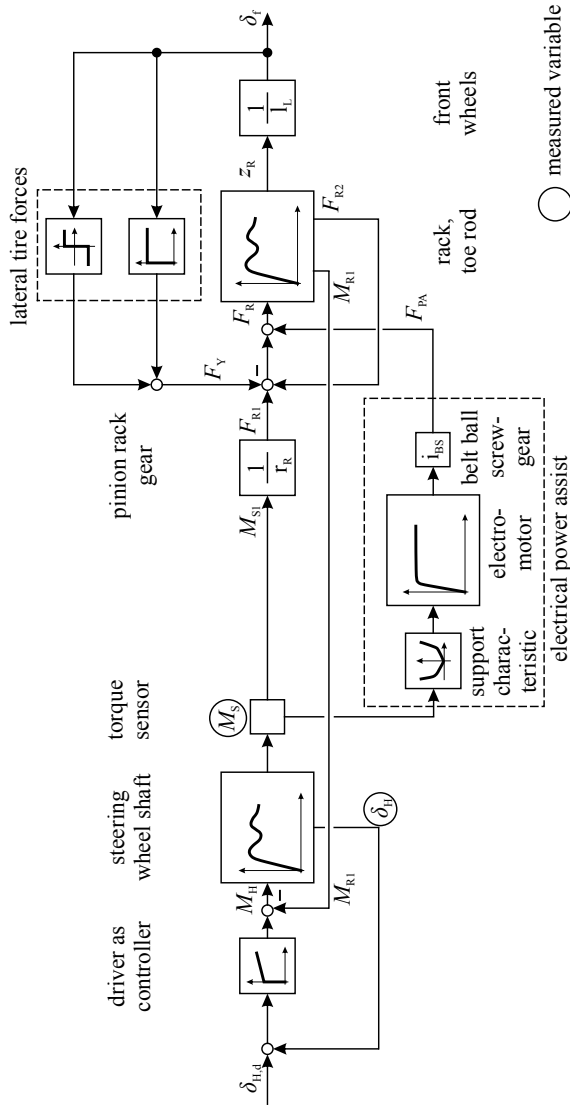 driver as
controller
steering
wheel shaft
torque
sensor
pinion rack
gear
lateral tire forces
δH,d
MH
−
MS
MS1
1
rR
FR1
FY
−
FR
zR
1
lL
δf
MR1
δH
MR1
FR2
FPA
rack,
toe rod
front
wheels
support
charac-
teristic
electro-
motor
iBS
belt ball
screw-
gear
electrical power assist
measured variable